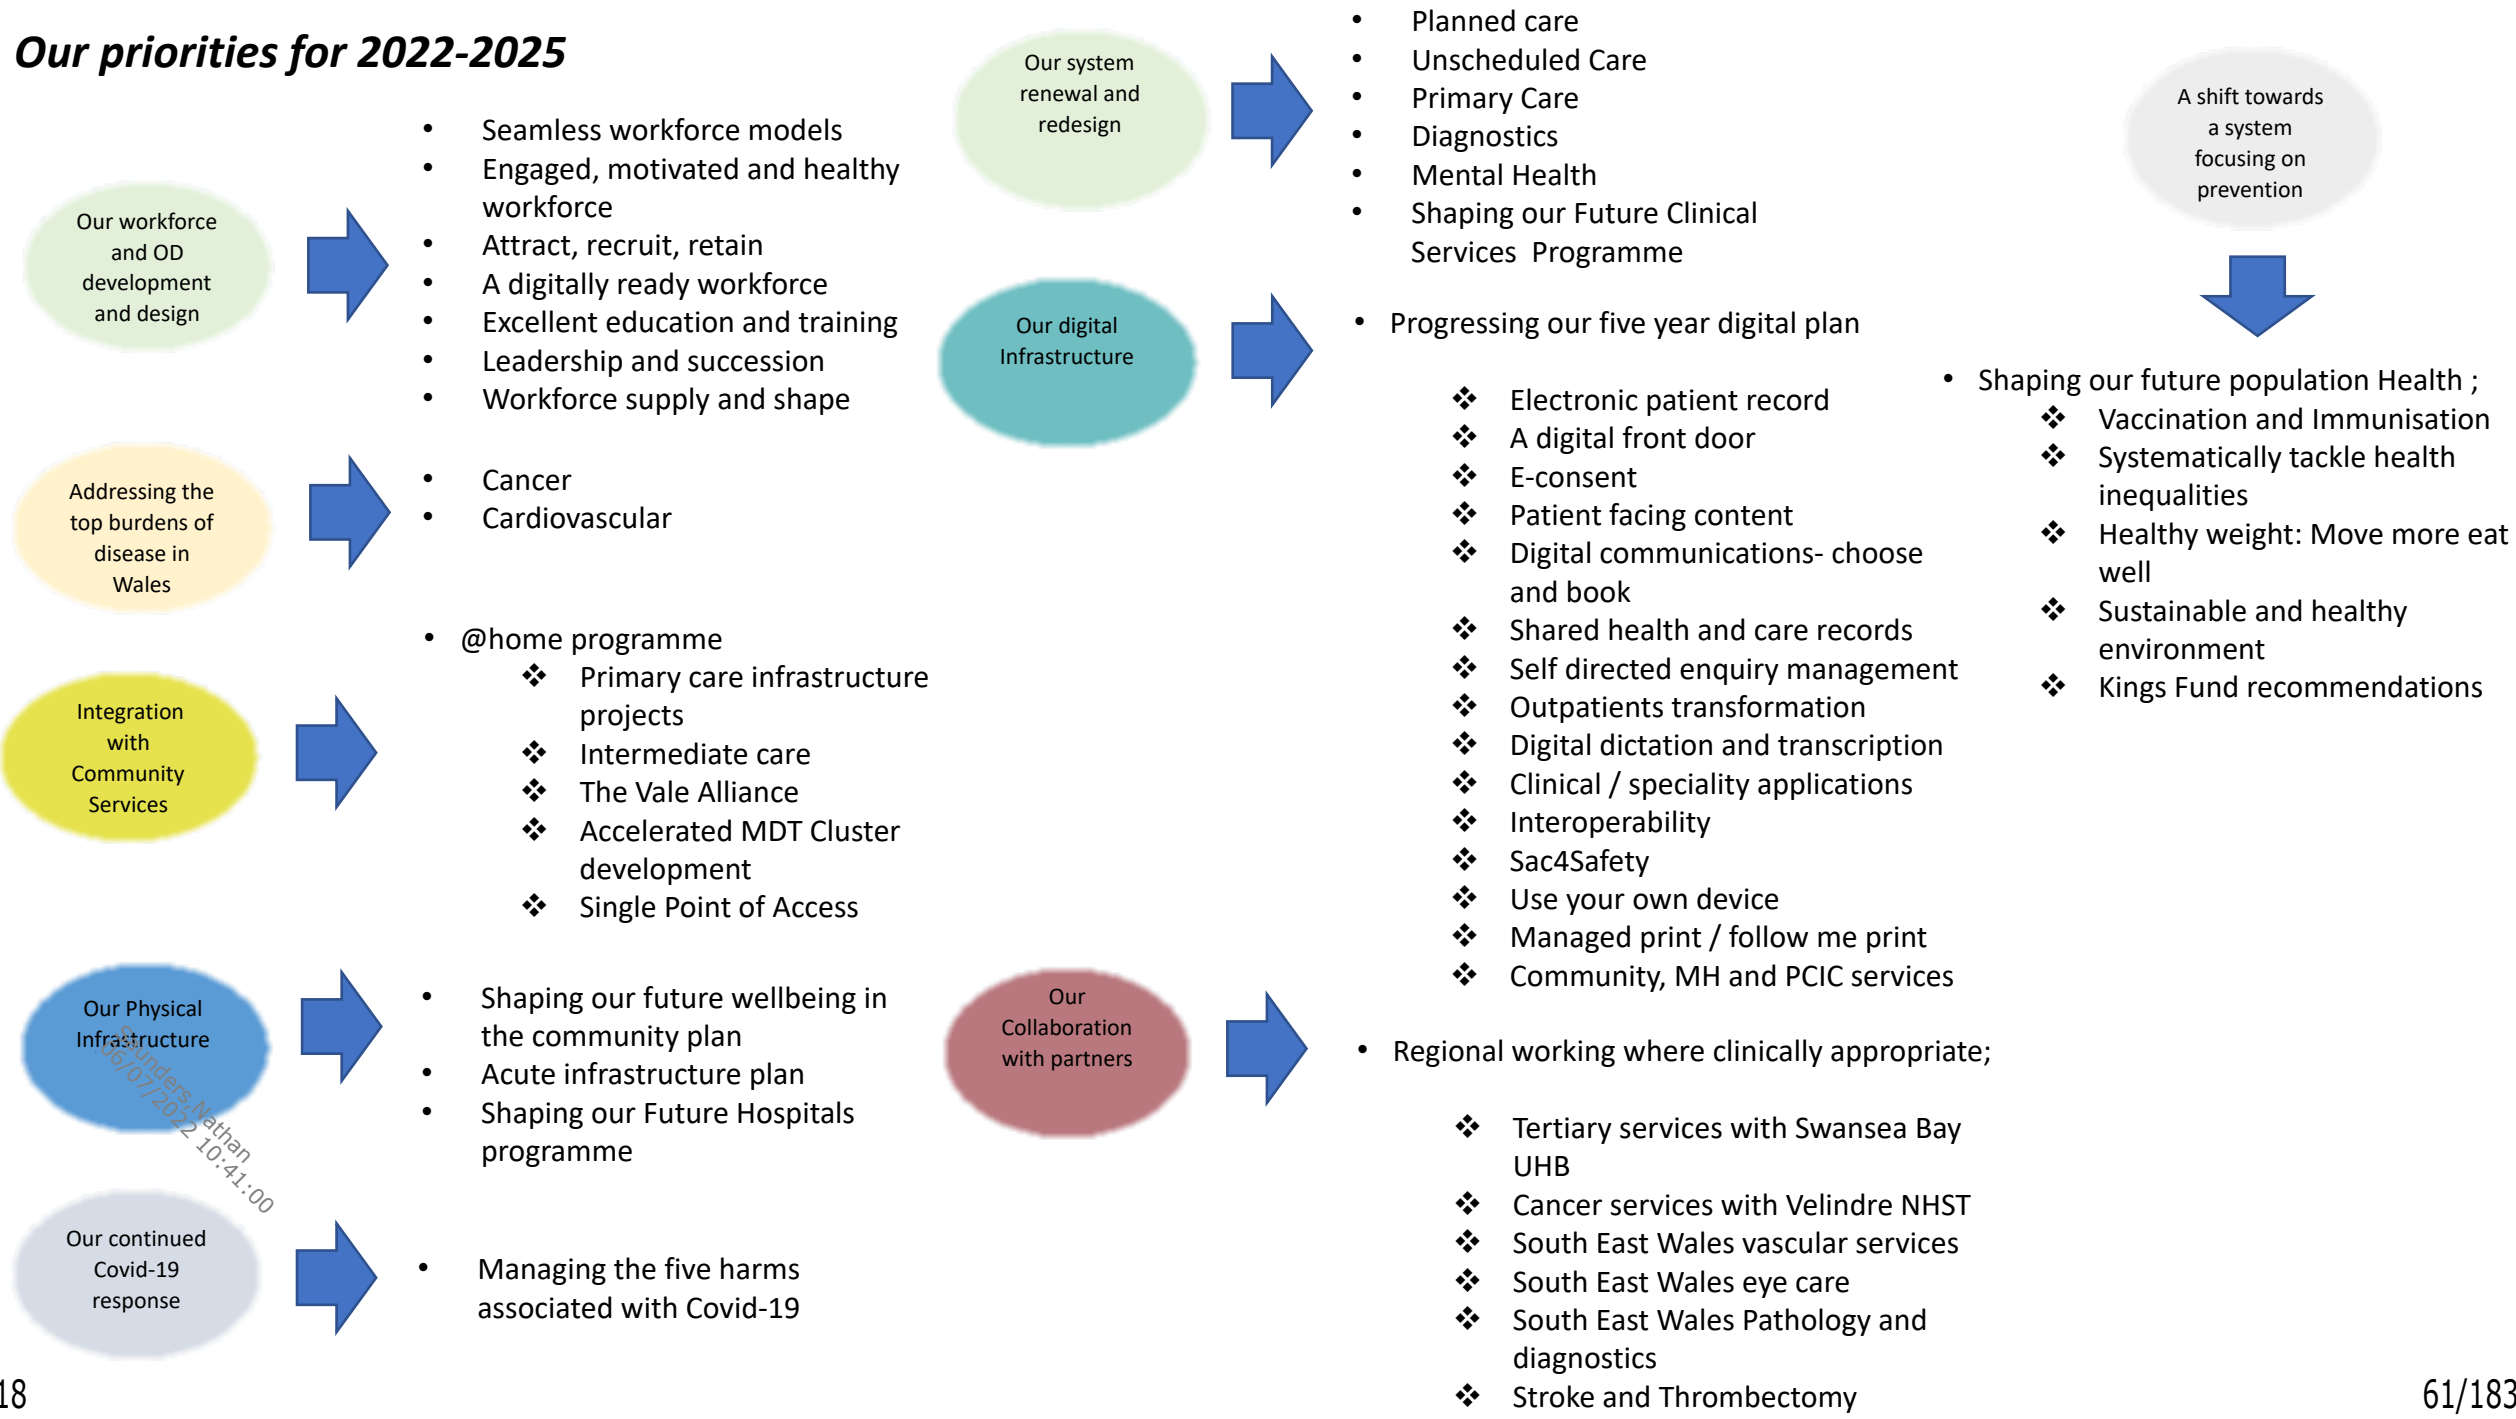 Our priorities for 2022-2025
Our workforce
and OD
development
and design
• Seamless workforce models
• Engaged, motivated and healthy
workforce
• Attract, recruit, retain
• A digitally ready workforce
• Excellent education and training
• Leadership and succession
• Workforce supply and shape
Addressing the
top burdens of
disease in
Wales
• Cancer
• Cardiovascular
Integration
with
Community
Services
• @home programme
❖ Primary care infrastructure
projects
❖ Intermediate care
❖ The Vale Alliance
❖ Accelerated MDT Cluster
development
❖ Single Point of Access
Our Physical
Infrastructure
• Shaping our future wellbeing in
the community plan
• Acute infrastructure plan
• Shaping our Future Hospitals
programme
Saunders,Nathan
06/07/2022 10:41:00
Our continued
Covid-19
response
• Managing the five harms
associated with Covid-19
Our system
renewal and
redesign
• Planned care
• Unscheduled Care
• Primary Care
• Diagnostics
• Mental Health
• Shaping our Future Clinical
Services Programme
Our digital
Infrastructure
• Progressing our five year digital plan
❖ Electronic patient record
❖ A digital front door
❖ E-consent
❖ Patient facing content
❖ Digital communications- choose
and book
❖ Shared health and care records
❖ Self directed enquiry management
❖ Outpatients transformation
❖ Digital dictation and transcription
❖ Clinical / speciality applications
❖ Interoperability
❖ Sac4Safety
❖ Use your own device
❖ Managed print / follow me print
❖ Community, MH and PCIC services
Our
Collaboration
with partners
• Regional working where clinically appropriate;
❖ Tertiary services with Swansea Bay
UHB
❖ Cancer services with Velindre NHST
❖ South East Wales vascular services
❖ South East Wales eye care
❖ South East Wales Pathology and
diagnostics
❖ Stroke and Thrombectomy
A shift towards
a system
focusing on
prevention
• Shaping our future population Health ;
❖ Vaccination and Immunisation
❖ Systematically tackle health
inequalities
❖ Healthy weight: Move more eat
well
❖ Sustainable and healthy
environment
❖ Kings Fund recommendations
18
61/183